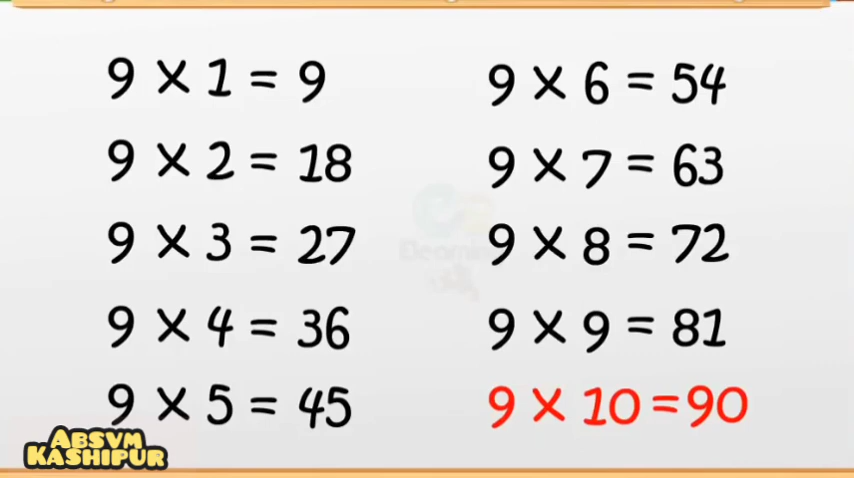 9 × 1 = 9
9 × 2 = 18
9 × 3 = 27
9 × 4 = 36
9 × 5 = 45
9 × 6 = 54
9 × 7 = 63
9 × 8 = 72
9 × 9 = 81
9 × 10 = 90
Elearnin
ABSVM
KASHIPUR